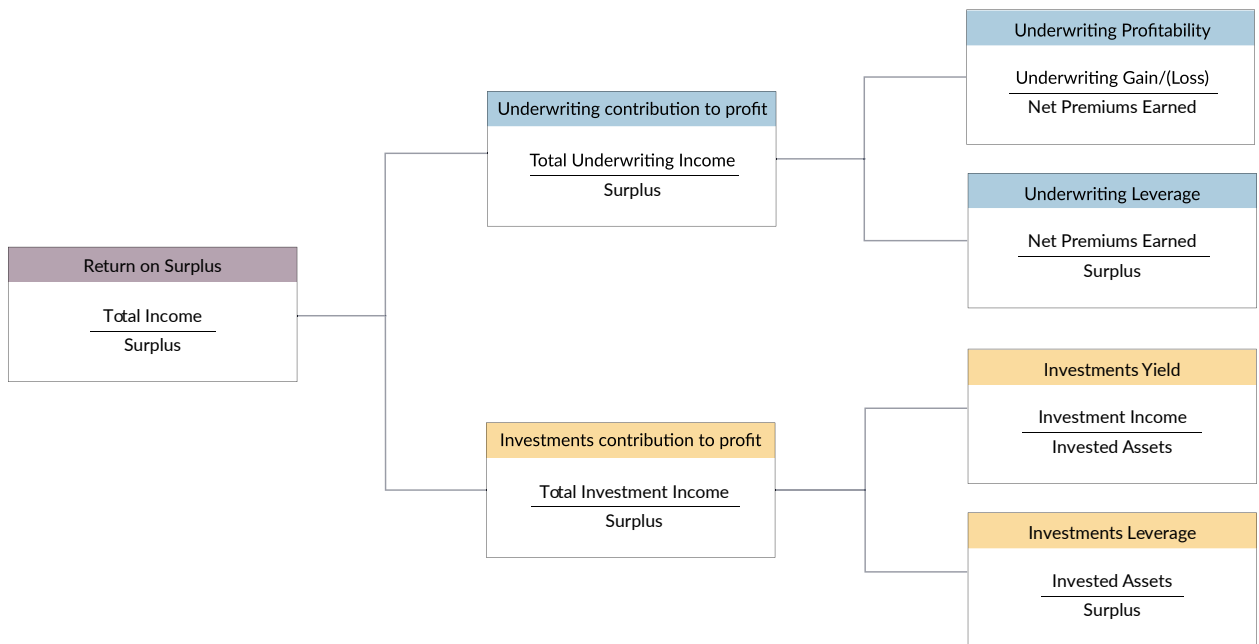 Return on Surplus
Total Income
Surplus
Underwriting contribution to profit
Total Underwriting Income
Surplus
Investments contribution to profit
Total Investment Income
Surplus
Underwriting Profitability
Underwriting Gain/(Loss)
Net Premiums Earned
Underwriting Leverage
Net Premiums Earned
Surplus
Investments Yield
Investment Income
Invested Assets
Investments Leverage
Invested Assets
Surplus